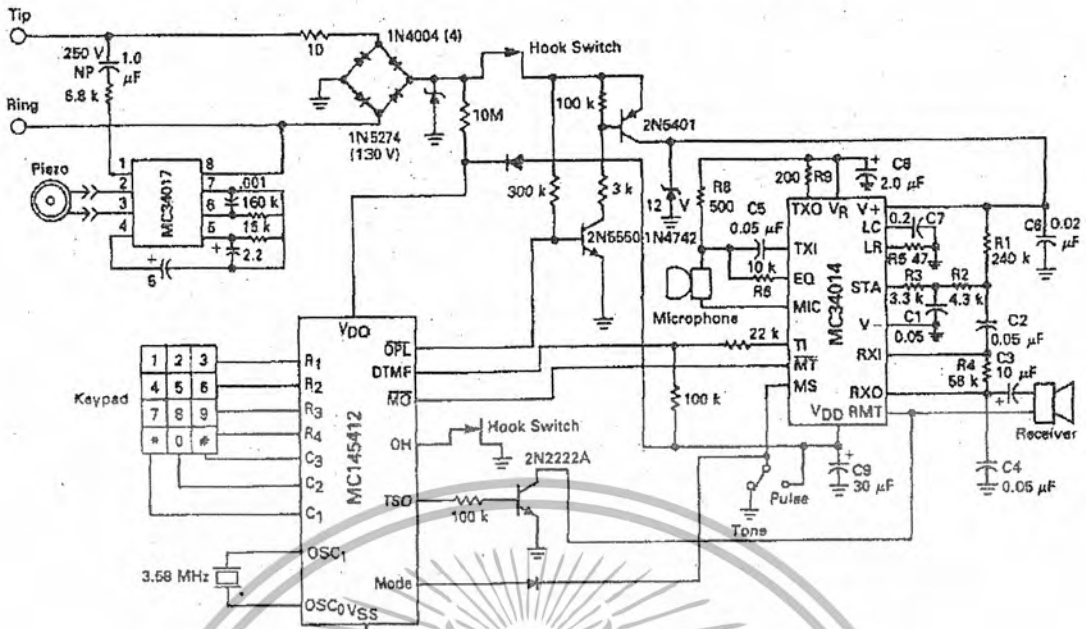 Tip
250 V
NP
1.0
µF
6.8 k
Ring
10
1N4004 (4)
1N5274
(130 V)
Hook Switch
10M
100 k
2N5401
300 k
3 k
2N5550
12 V
1N4742
Piezo
1
2
3
4
8
7
6
5
MC34017
.001
160 k
15 k
2.2
5
+
+
R8
500
200
R9
+
C8
2.0 µF
C5
0.05 µF
10 k
R6
Microphone
TXO
VR
V+
LC
LR
STA
V-
RXI
RXO
RMT
VDD
TXI
EQ
MIC
TI
MT
MS
MC34014
0.2
C7
R5
47
R3
3.3 k
R2
4.3 k
C1
0.05
R1
240 k
C6
0.02
µF
C2
0.05 µF
R4
58 k
C3
10 µF
+
Receiver
C4
0.05 µF
22 k
100 k
+
C9
30 µF
Pulse
Tone
Keypad
1 2 3
4 5 6
7 8 9
* 0 #
VDD
R1
R2
R3
R4
C3
C2
C1
OSC1
OSC0
VSS
MC145412
OPL
DTMF
MO
OH
TSO
Mode
Hook Switch
2N2222A
100 k
3.58 MHz